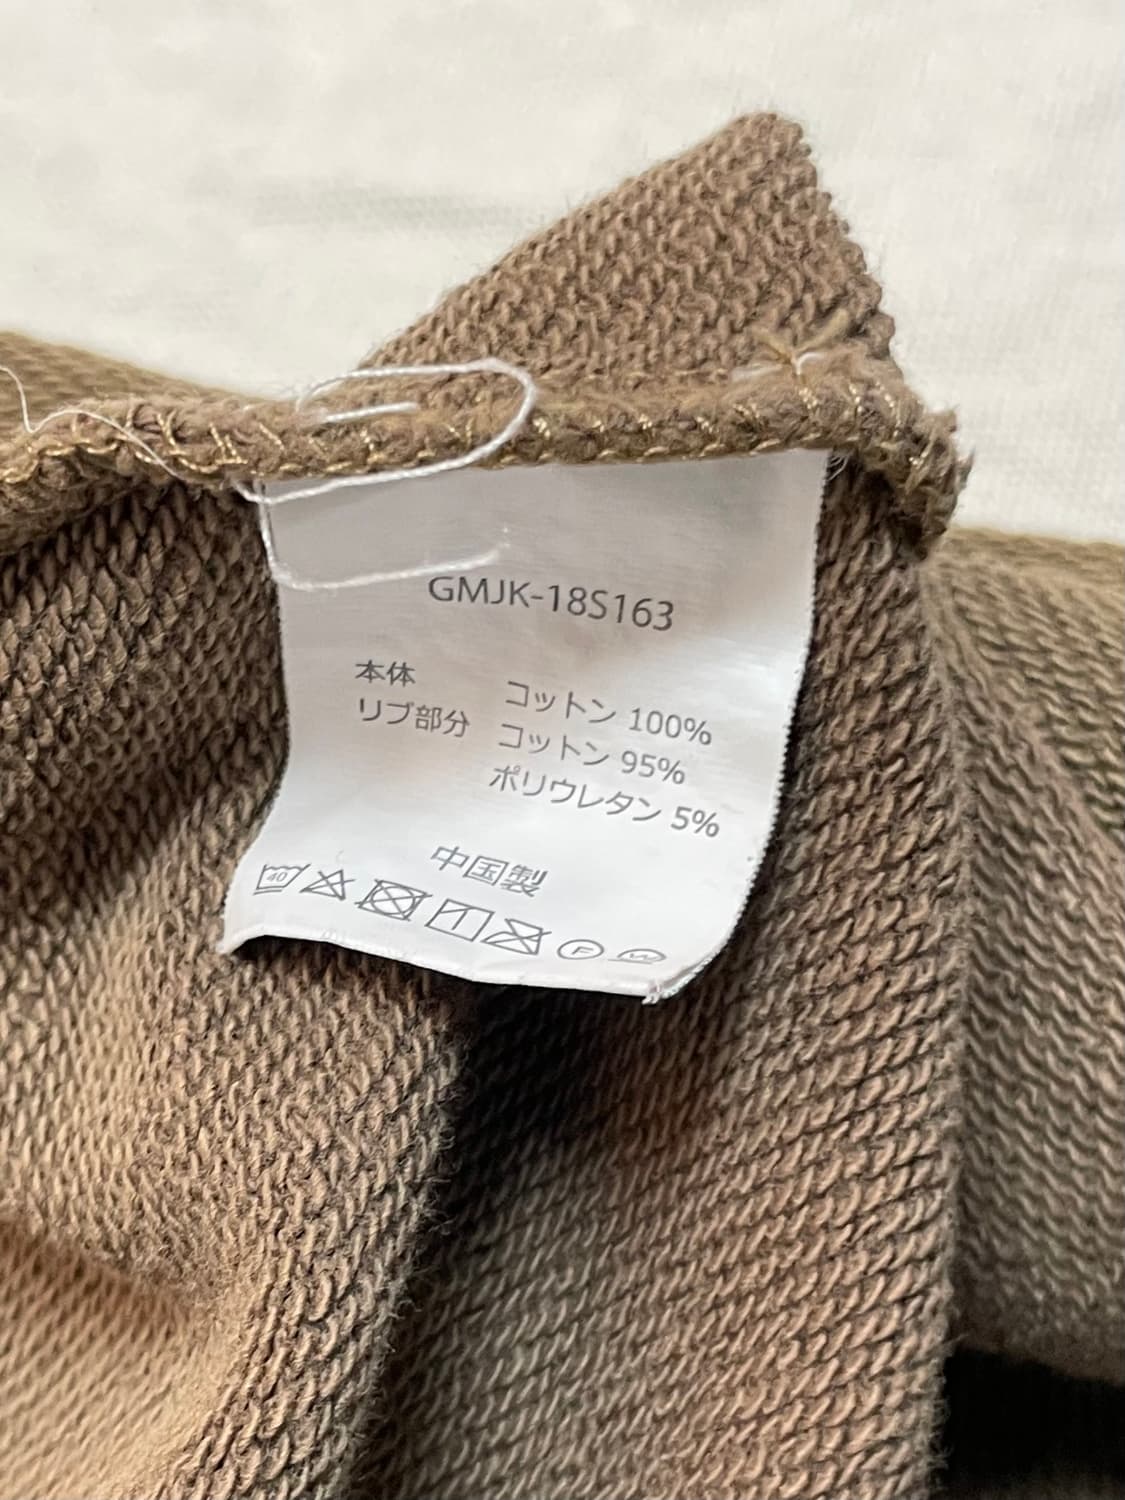 GMJK-18S163
本体 コットン 100%
リブ部分 コットン 95%
ポリウレタン 5%
中国製
40
F
W